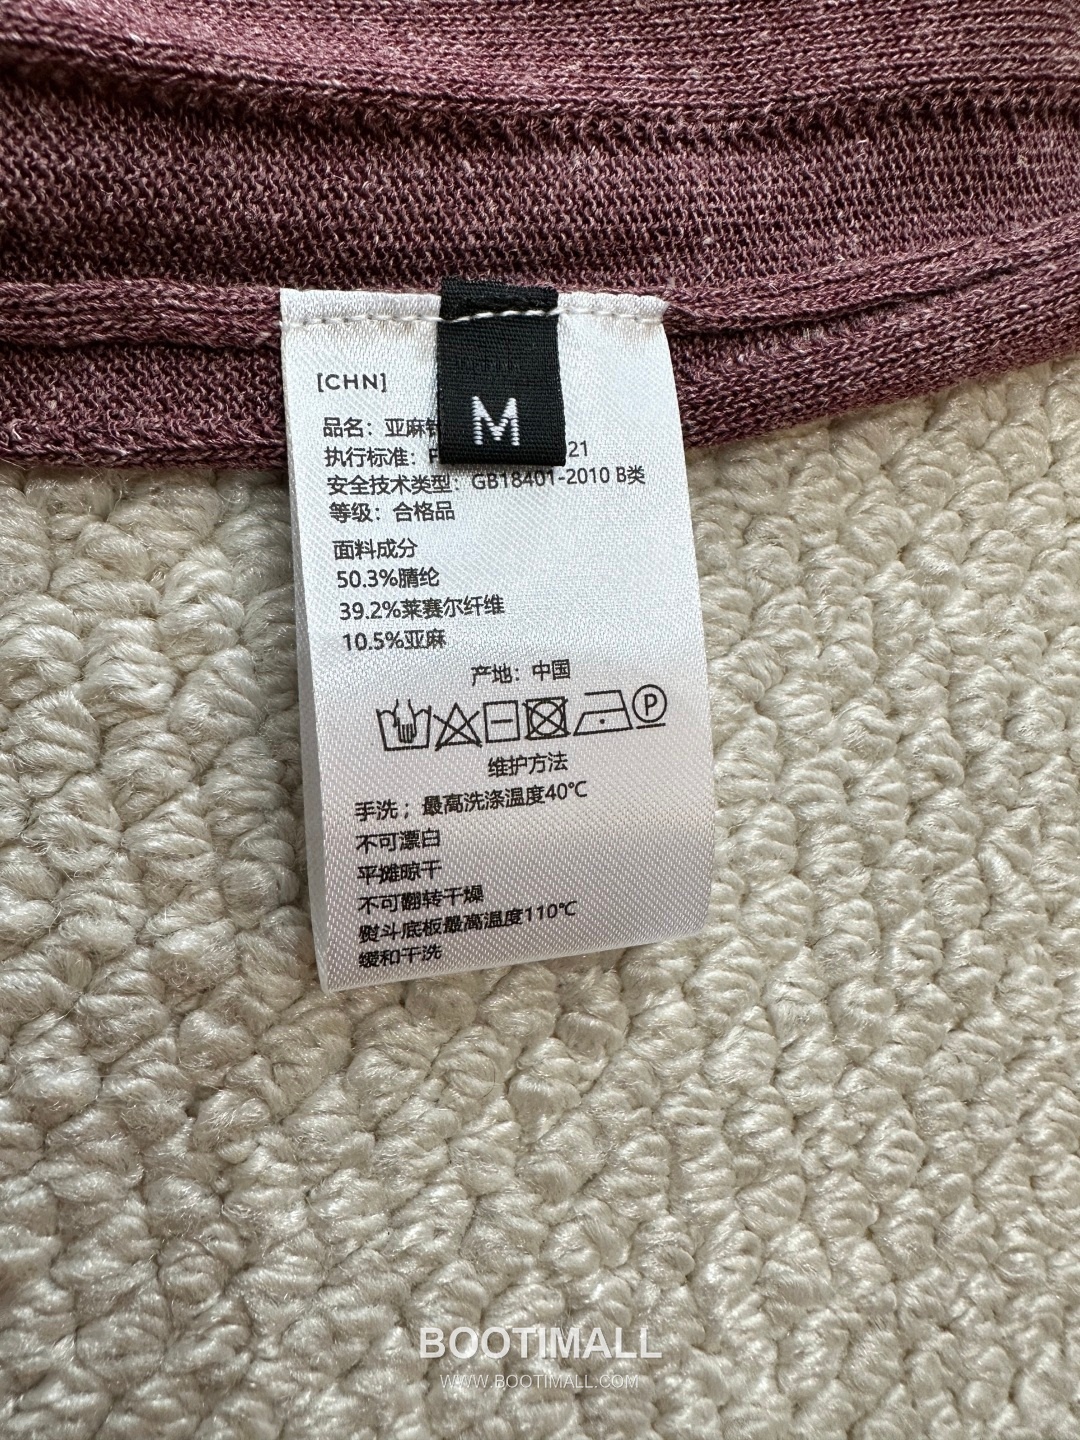 [CHN]
M
品名：亚麻
执行标准：F 21
安全技术类型：GB18401-2010 B类
等级：合格品
面料成分
50.3%腈纶
39.2%莱赛尔纤维
10.5%亚麻
产地：中国
P
维护方法
手洗；最高洗涤温度40℃
不可漂白
平摊晾干
不可翻转干燥
熨斗底板最高温度110℃
缓和干洗
BOOTIMALL
WWW.BOOTIMALL.COM